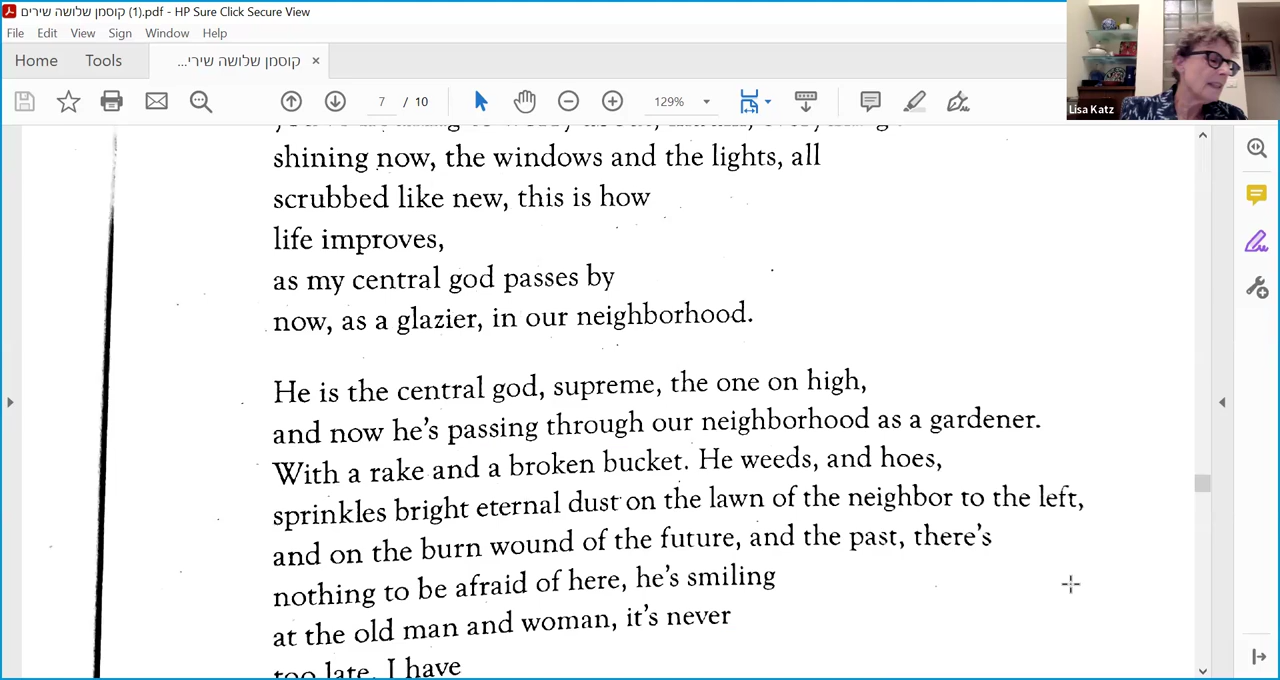 קוסמן שלושה שירים (1).pdf - HP Sure Click Secure View
File Edit View Sign Window Help
Home Tools קוסמן שלושה שירי...
7 / 10 129%
Lisa Katz
shining now, the windows and the lights, all
scrubbed like new, this is how
life improves,
as my central god passes by
now, as a glazier, in our neighborhood.
He is the central god, supreme, the one on high,
and now he's passing through our neighborhood as a gardener.
With a rake and a broken bucket. He weeds, and hoes,
sprinkles bright eternal dust on the lawn of the neighbor to the left,
and on the burn wound of the future, and the past, there's
nothing to be afraid of here, he's smiling
at the old man and woman, it's never
too late. I have